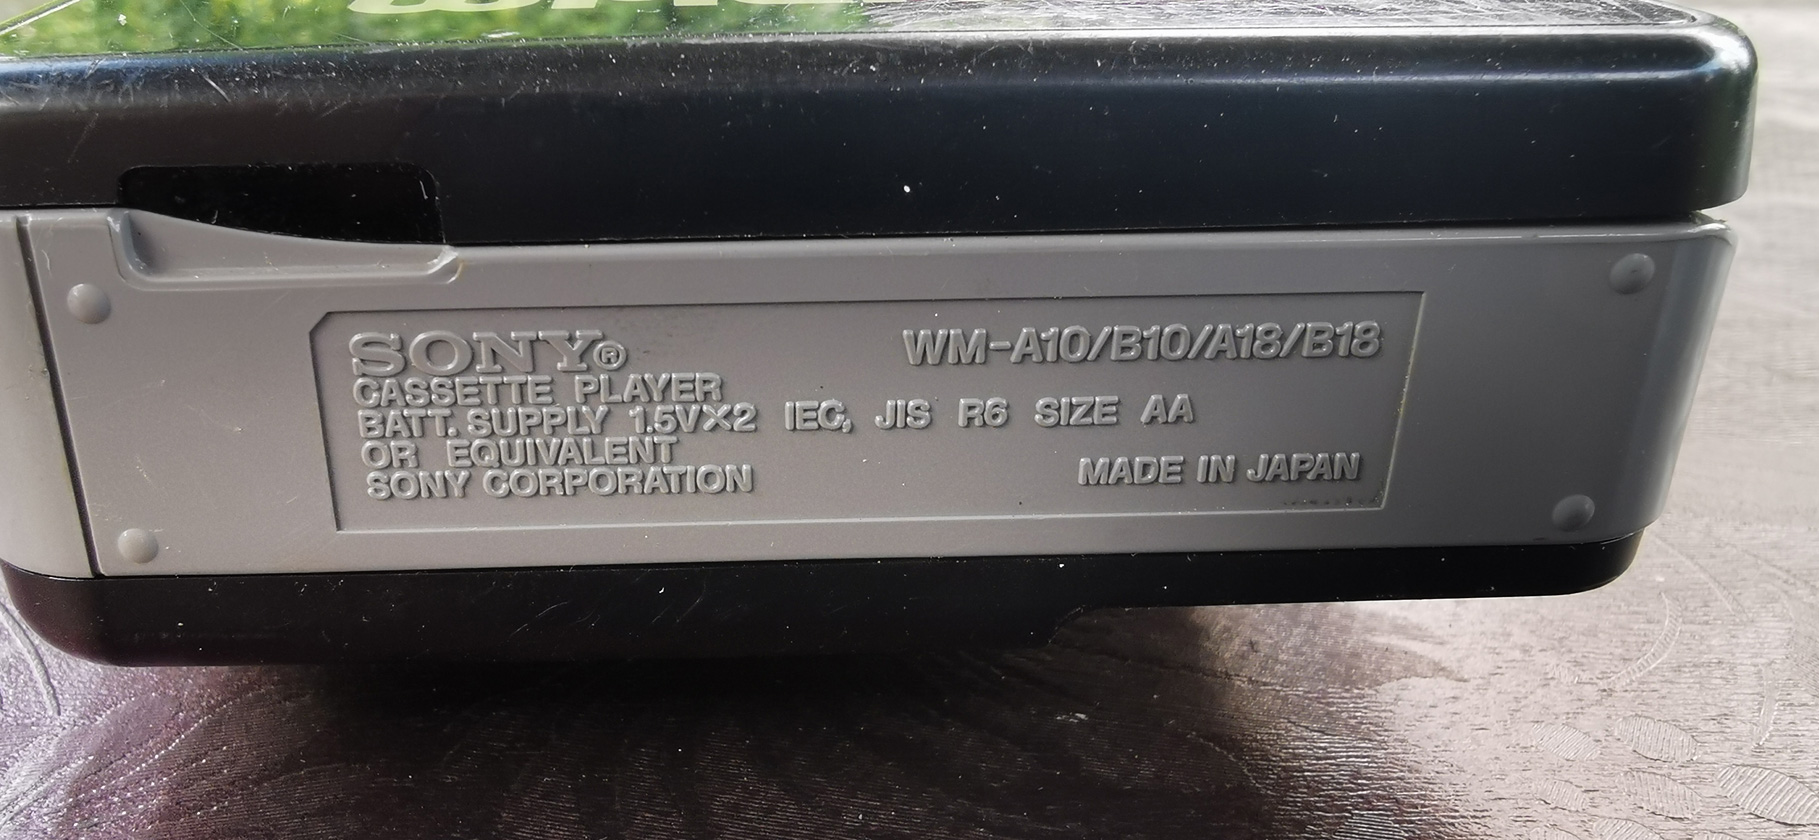 SONY®
WM-A10/B10/A18/B18
CASSETTE PLAYER
BATT. SUPPLY 1.5V×2 IEC, JIS R6 SIZE AA
OR EQUIVALENT
SONY CORPORATION
MADE IN JAPAN